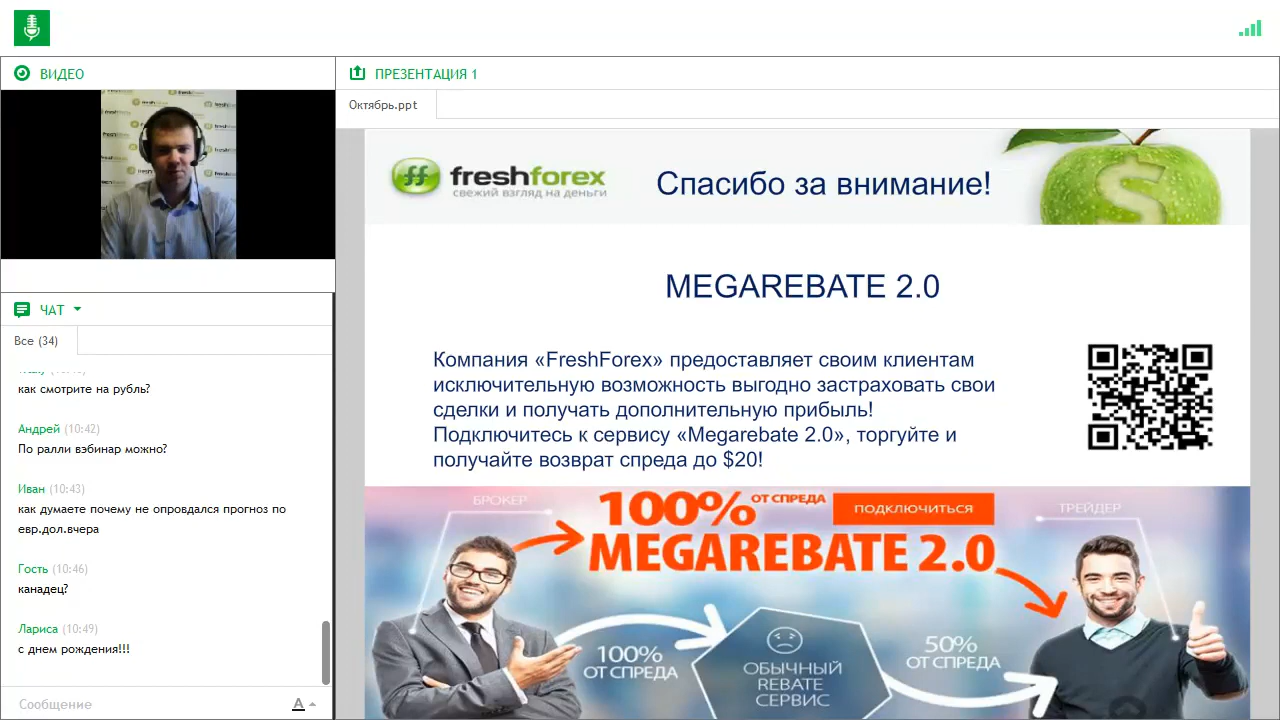 ВИДЕО
freshforex
ЧАТ
Все (34)
как смотрите на рубль?
Андрей (10:42)
По ралли вэбинар можно?
Иван (10:43)
как думаете почему не опровдался прогноз по
евр.дол.вчера
Гость (10:46)
канадец?
Лариса (10:49)
с днем рождения!!!
Сообщение
A
ПРЕЗЕНТАЦИЯ 1
Октябрь.ppt
ff freshforex
свежий взгляд на деньги
Спасибо за внимание!
S
MEGAREBATE 2.0
Компания «FreshForex» предоставляет своим клиентам
исключительную возможность выгодно застраховать свои
сделки и получать дополнительную прибыль!
Подключитесь к сервису «Megarebate 2.0», торгуйте и
получайте возврат спреда до $20!
БРОКЕР
100% ОТ СПРЕДА
ПОДКЛЮЧИТЬСЯ
ТРЕЙДЕР
MEGAREBATE 2.0
100%
ОТ СПРЕДА
ОБЫЧНЫЙ
REBATE
СЕРВИС
50%
ОТ СПРЕДА